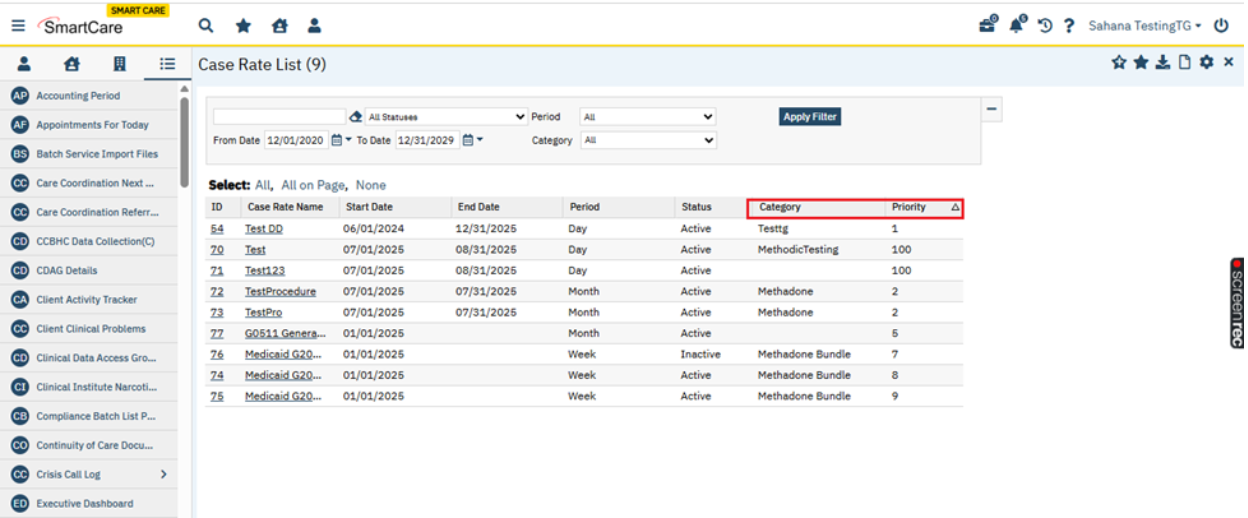 SMART CARE
SmartCare
0
5
?
Sahana TestingTG
Case Rate List (9)
AP Accounting Period
AF Appointments For Today
BS Batch Service Import Files
CC Care Coordination Next ...
CC Care Coordination Referr...
CD CCBHC Data Collection(C)
CD CDAG Details
CA Client Activity Tracker
CC Client Clinical Problems
CD Clinical Data Access Gro...
CI Clinical Institute Narcoti...
CB Compliance Batch List P...
CO Continuity of Care Docu...
CC Crisis Call Log
ED Executive Dashboard
All Statuses Period All Apply Filter
From Date 12/01/2020 To Date 12/31/2029 Category All
Select: All, All on Page, None
ID Case Rate Name Start Date End Date Period Status Category Priority
54 Test DD 06/01/2024 12/31/2025 Day Active Testtg 1
70 Test 07/01/2025 08/31/2025 Day Active MethodicTesting 100
71 Test123 07/01/2025 08/31/2025 Day Active 100
72 TestProcedure 07/01/2025 07/31/2025 Month Active Methadone 2
73 TestPro 07/01/2025 07/31/2025 Month Active Methadone 2
77 G0511 Genera... 01/01/2025 Month Active 5
76 Medicaid G20... 01/01/2025 Week Inactive Methadone Bundle 7
74 Medicaid G20... 01/01/2025 Week Active Methadone Bundle 8
75 Medicaid G20... 01/01/2025 Week Active Methadone Bundle 9
screenrec